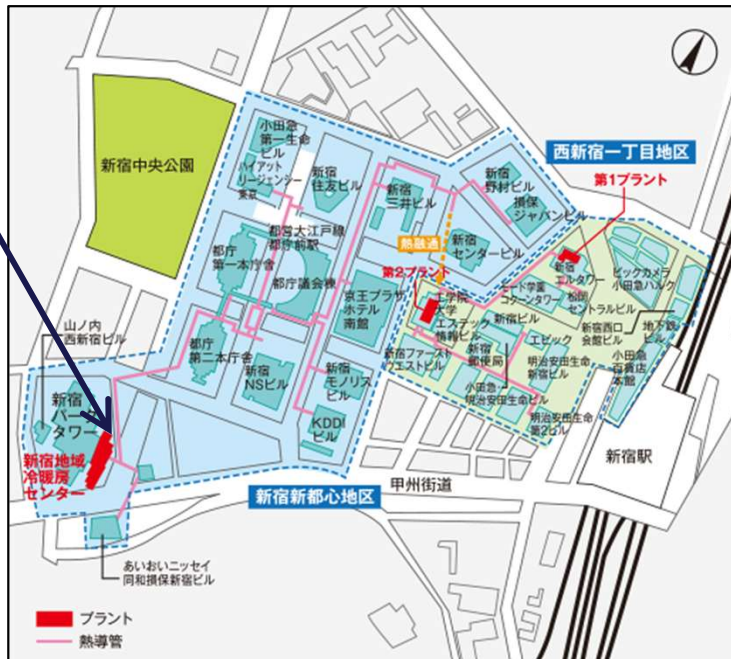 新宿中央公園
小田急
第一生命
ビル
ハイアット
リージェンシー
東京
新宿
住友ビル
新宿
三井ビル
新宿
野村ビル
損保
ジャパンビル
西新宿一丁目地区
第1プラント
新宿
センタービル
熱融通
第2プラント
都営大江戸線
都庁前駅
都庁
第一本庁舎
都庁議会棟
京王プラザ
ホテル
南館
工学院
大学
エステック
情報ビル
新宿
エルタワー
モード学園
コクーンタワー
松岡
セントラルビル
ビックカメラ
小田急ハルク
新宿西口
会館ビル
地下鉄
ビル
新宿ビル
エピック
新宿
郵便局
明治安田生命
新宿ビル
小田急
百貨店
本館
新宿ファースト
ウエストビル
小田急・
明治安田生命ビル
明治安田生命
第2ビル
山ノ内
西新宿ビル
都庁
第二本庁舎
新宿
NSビル
新宿
モノリス
ビル
KDDI
ビル
新宿
パーク
タワー
新宿地域
冷暖房
センター
新宿駅
甲州街道
新宿新都心地区
あいおいニッセイ
同和損保新宿ビル
プラント
熱導管